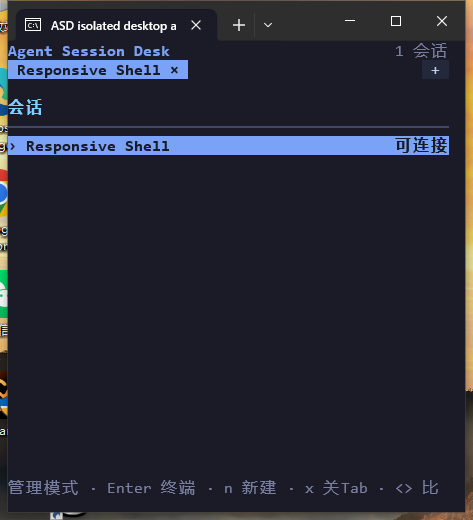 ASD isolated desktop a
Agent Session Desk 1 会话
Responsive Shell × +
会话
› Responsive Shell 可连接
管理模式 · Enter 终端 · n 新建 · x 关Tab · <> 比